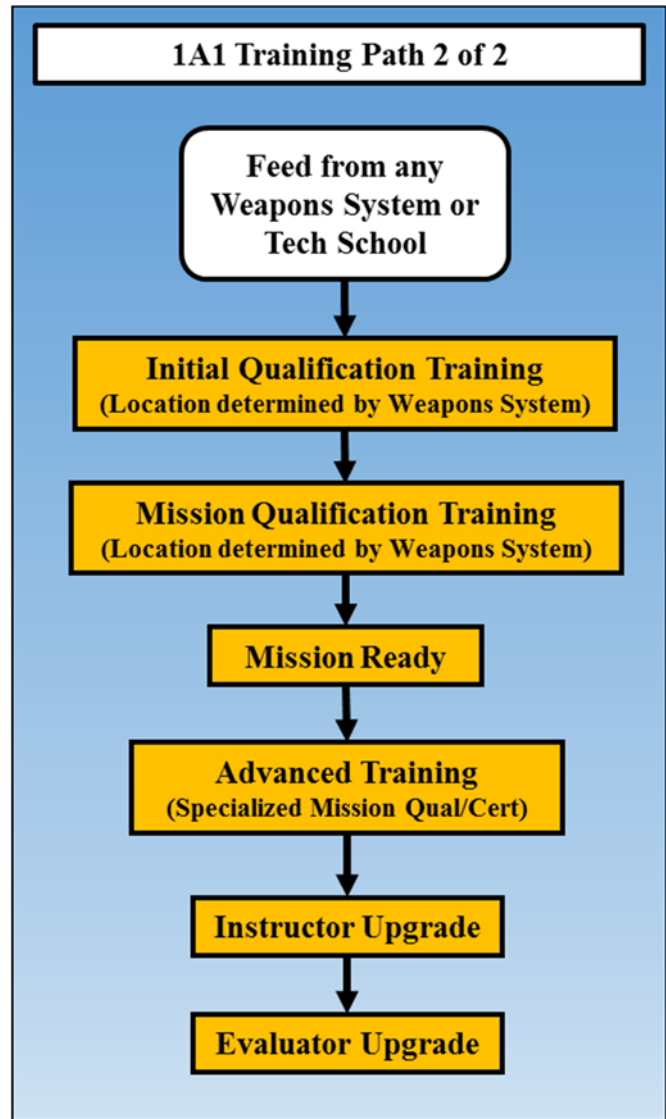 1A1 Training Path 2 of 2
Feed from any
Weapons System or
Tech School
Initial Qualification Training
(Location determined by Weapons System)
Mission Qualification Training
(Location determined by Weapons System)
Mission Ready
Advanced Training
(Specialized Mission Qual/Cert)
Instructor Upgrade
Evaluator Upgrade